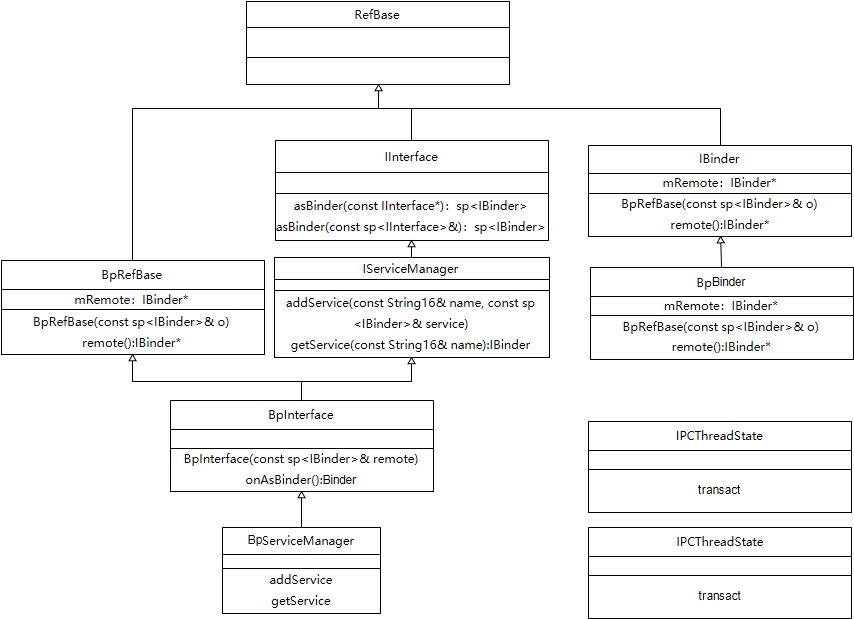 RefBase
IInterface
asBinder(const IInterface*)：sp<IBinder>
asBinder(const sp<IInterface>&)：sp<IBinder>
IBinder
mRemote：IBinder*
BpRefBase(const sp<IBinder>& o)
remote():IBinder*
BpRefBase
mRemote：IBinder*
BpRefBase(const sp<IBinder>& o)
remote():IBinder*
IServiceManager
addService(const String16& name, const sp
<IBinder>& service)
getService(const String16& name):IBinder
BpBinder
mRemote：IBinder*
BpRefBase(const sp<IBinder>& o)
remote():IBinder*
BpInterface
BpInterface(const sp<IBinder>& remote)
onAsBinder():Binder
IPCThreadState
transact
BpServiceManager
addService
getService
IPCThreadState
transact